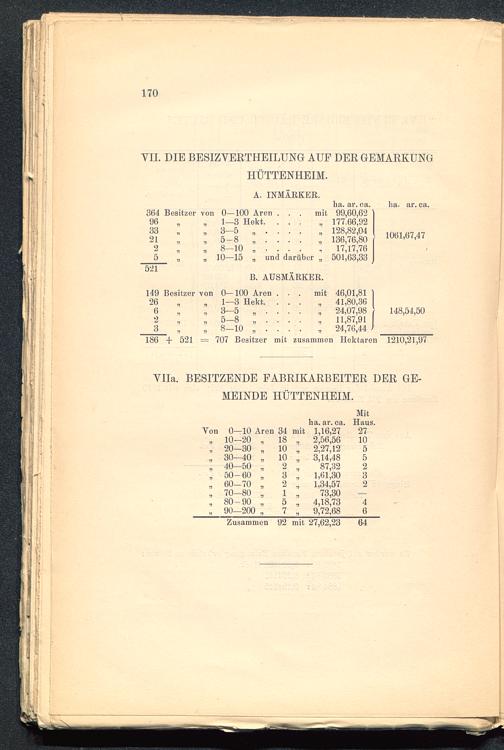 170
VII. DIE BESIZVERTHEILUNG AUF DER GEMARKUNG
HÜTTENHEIM.
A. INMÄRKER.
ha. ar. ca. ha. ar. ca.
364 Besitzer von 0—100 Aren . . . mit 99,60,62
96 „ „ 1—3 Hekt. . . . „ 177.66,92
33 „ „ 3—5 „ . . . . „ 128,82,04
21 „ „ 5—8 „ . . . . „ 136,76,80 1061,67,47
2 „ „ 8—10 „ . . . . „ 17,17,76
5 „ „ 10—15 „ und darüber „ 501,63,33
521
B. AUSMÄRKER.
149 Besitzer von 0—100 Aren . . . mit 46,01,81
26 „ „ 1—3 Hekt. . . . „ 41,80,36
6 „ „ 3—5 „ . . . . „ 24,07,98 148,54,50
2 „ „ 5—8 „ . . . . „ 11,87,91
3 „ „ 8—10 „ . . . . „ 24,76,44
186 + 521 = 707 Besitzer mit zusammen Hektaren 1210,21,97
VIIa. BESITZENDE FABRIKARBEITER DER GE-
MEINDE HÜTTENHEIM.
Mit
ha. ar. ca. Haus.
Von 0—10 Aren 34 mit 1,16,27 27
„ 10—20 „ 18 „ 2,56,56 10
„ 20—30 „ 10 „ 2,27,12 5
„ 30—40 „ 10 „ 3,14,48 5
„ 40—50 „ 2 „ 87,32 2
„ 50—60 „ 3 „ 1,61,30 3
„ 60—70 „ 2 „ 1,34,57 2
„ 70—80 „ 1 „ 73,30 —
„ 80—90 „ 5 „ 4,18,73 4
„ 90—200 „ 7 „ 9,72,68 6
Zusammen 92 mit 27,62,23 64